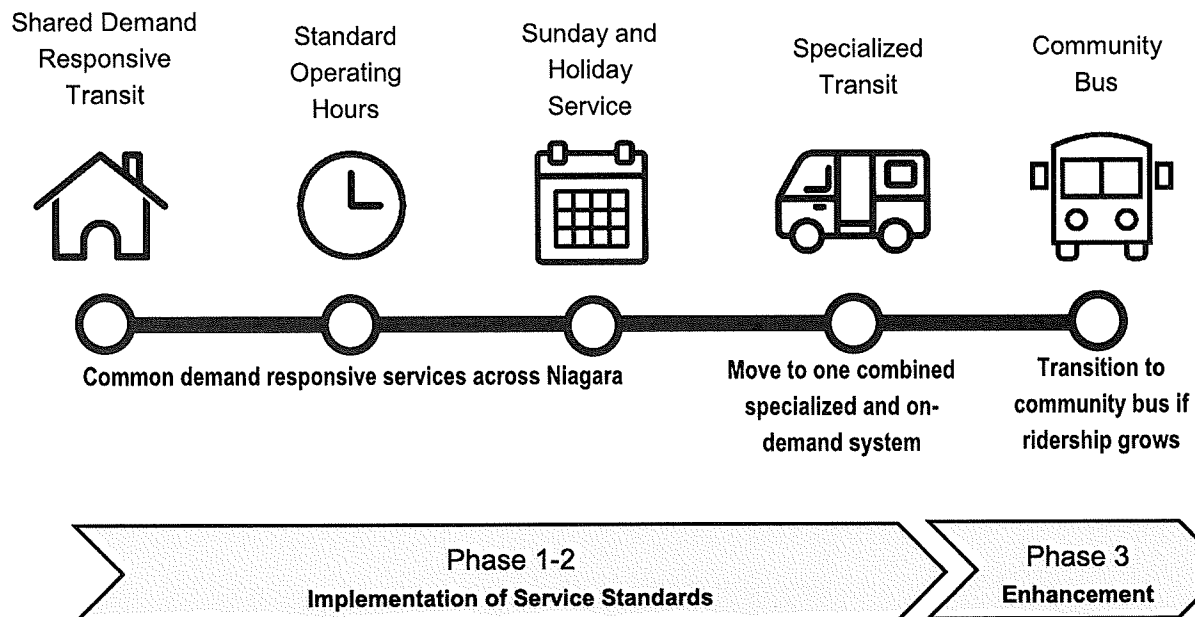 Shared Demand
Responsive
Transit
Standard
Operating
Hours
Sunday and
Holiday
Service
Specialized
Transit
Community
Bus
Common demand responsive services across Niagara
Move to one combined
specialized and on-
demand system
Transition to
community bus if
ridership grows
Phase 1-2
Implementation of Service Standards
Phase 3
Enhancement